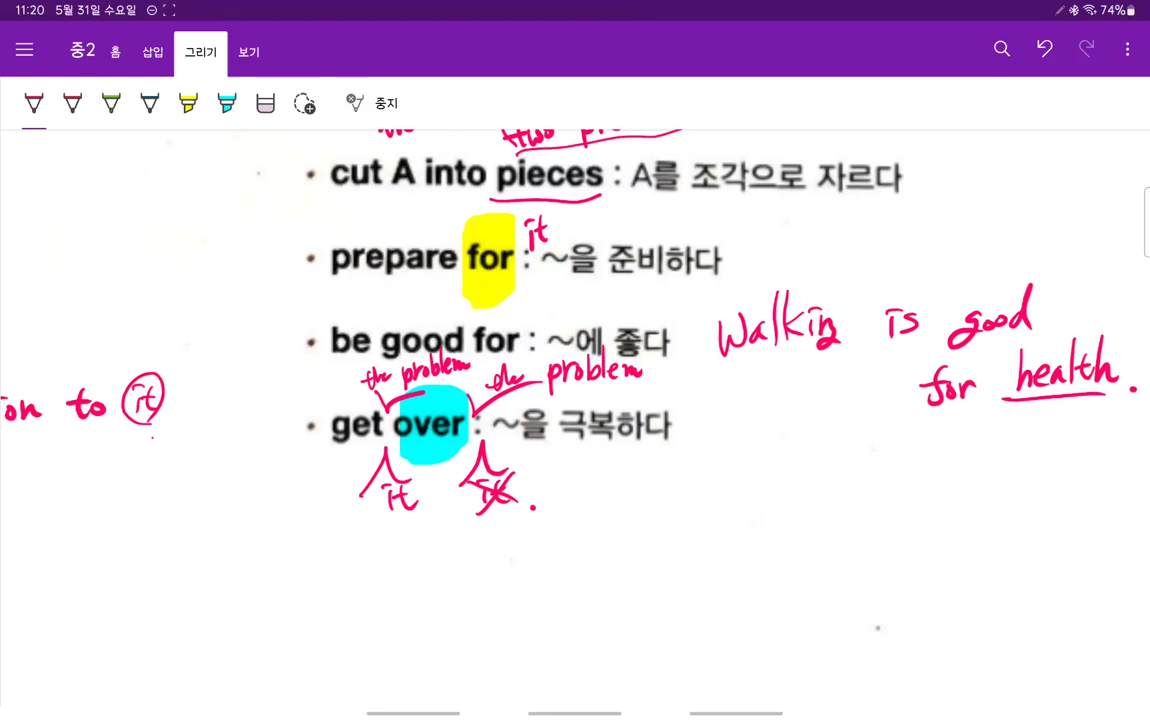 11:20 5월 31일 수요일 74%
중2 홈 삽입 그리기 보기
중지
two
• cut A into pieces : A를 조각으로 자르다
it
• prepare for : ~을 준비하다
Walking is good
• be good for : ~에 좋다
the problem the problem
for health.
on to it
• get over : ~을 극복하다
it it.